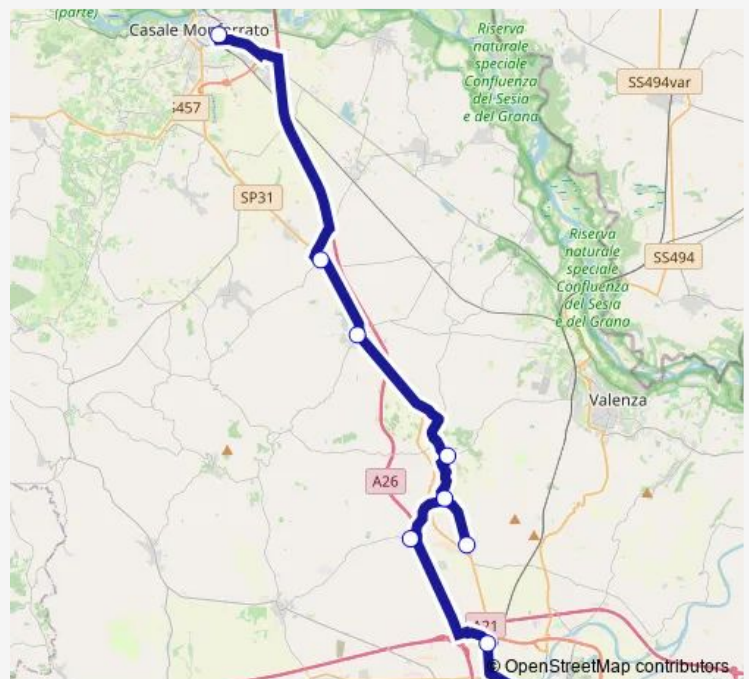 (parte)
Casale Monferrato
Riserva
naturale
speciale
Confluenza
del Sesia
e del Grana
SS494var
S457
SP31
Riserva
naturale
speciale
Confluenza
del Sesia
e del Grana
SS494
Valenza
A26
A21
© OpenStreetMap contributors